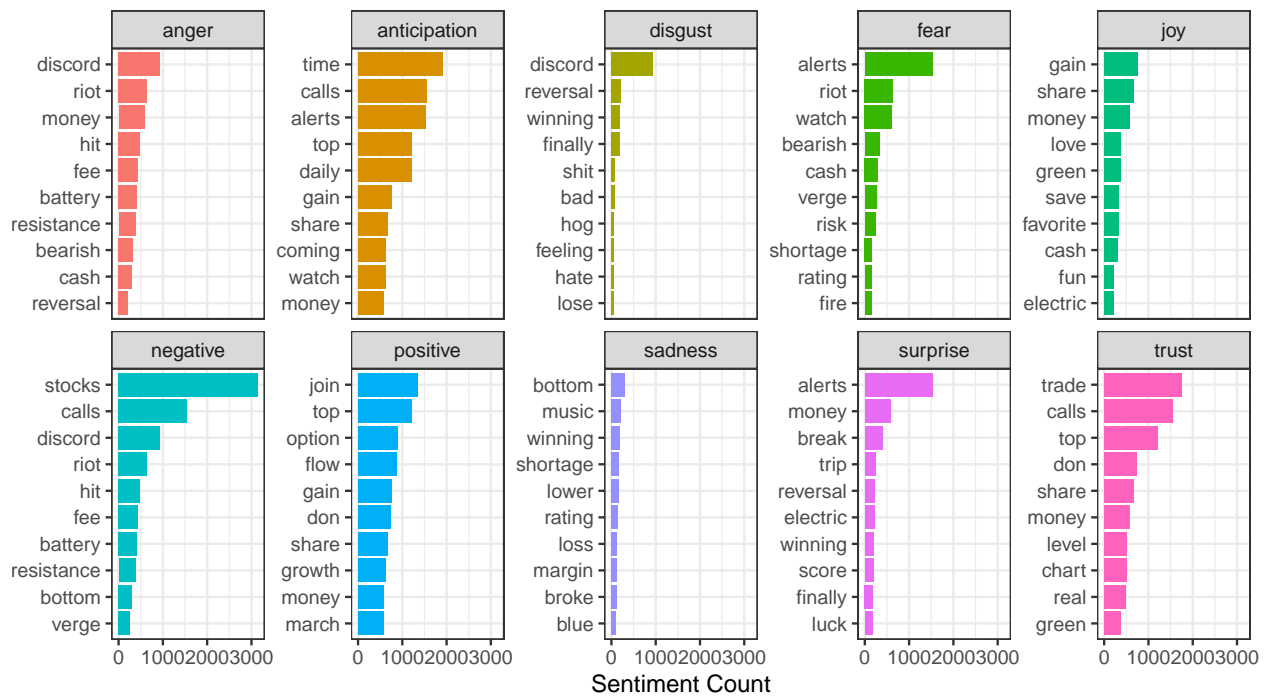 anger
discord
riot
money
hit
fee
battery
resistance
bearish
cash
reversal
anticipation
time
calls
alerts
top
daily
gain
share
coming
watch
money
disgust
discord
reversal
winning
finally
shit
bad
hog
feeling
hate
lose
fear
alerts
riot
watch
bearish
cash
verge
risk
shortage
rating
fire
joy
gain
share
money
love
green
save
favorite
cash
fun
electric
negative
stocks
calls
discord
riot
hit
fee
battery
resistance
bottom
verge
0 1000 2000 3000
positive
join
top
option
flow
gain
don
share
growth
money
march
0 1000 2000 3000
sadness
bottom
music
winning
shortage
lower
rating
loss
margin
broke
blue
0 1000 2000 3000
surprise
alerts
money
break
trip
reversal
electric
winning
score
finally
luck
0 1000 2000 3000
trust
trade
calls
top
don
share
money
level
chart
real
green
0 1000 2000 3000
Sentiment Count